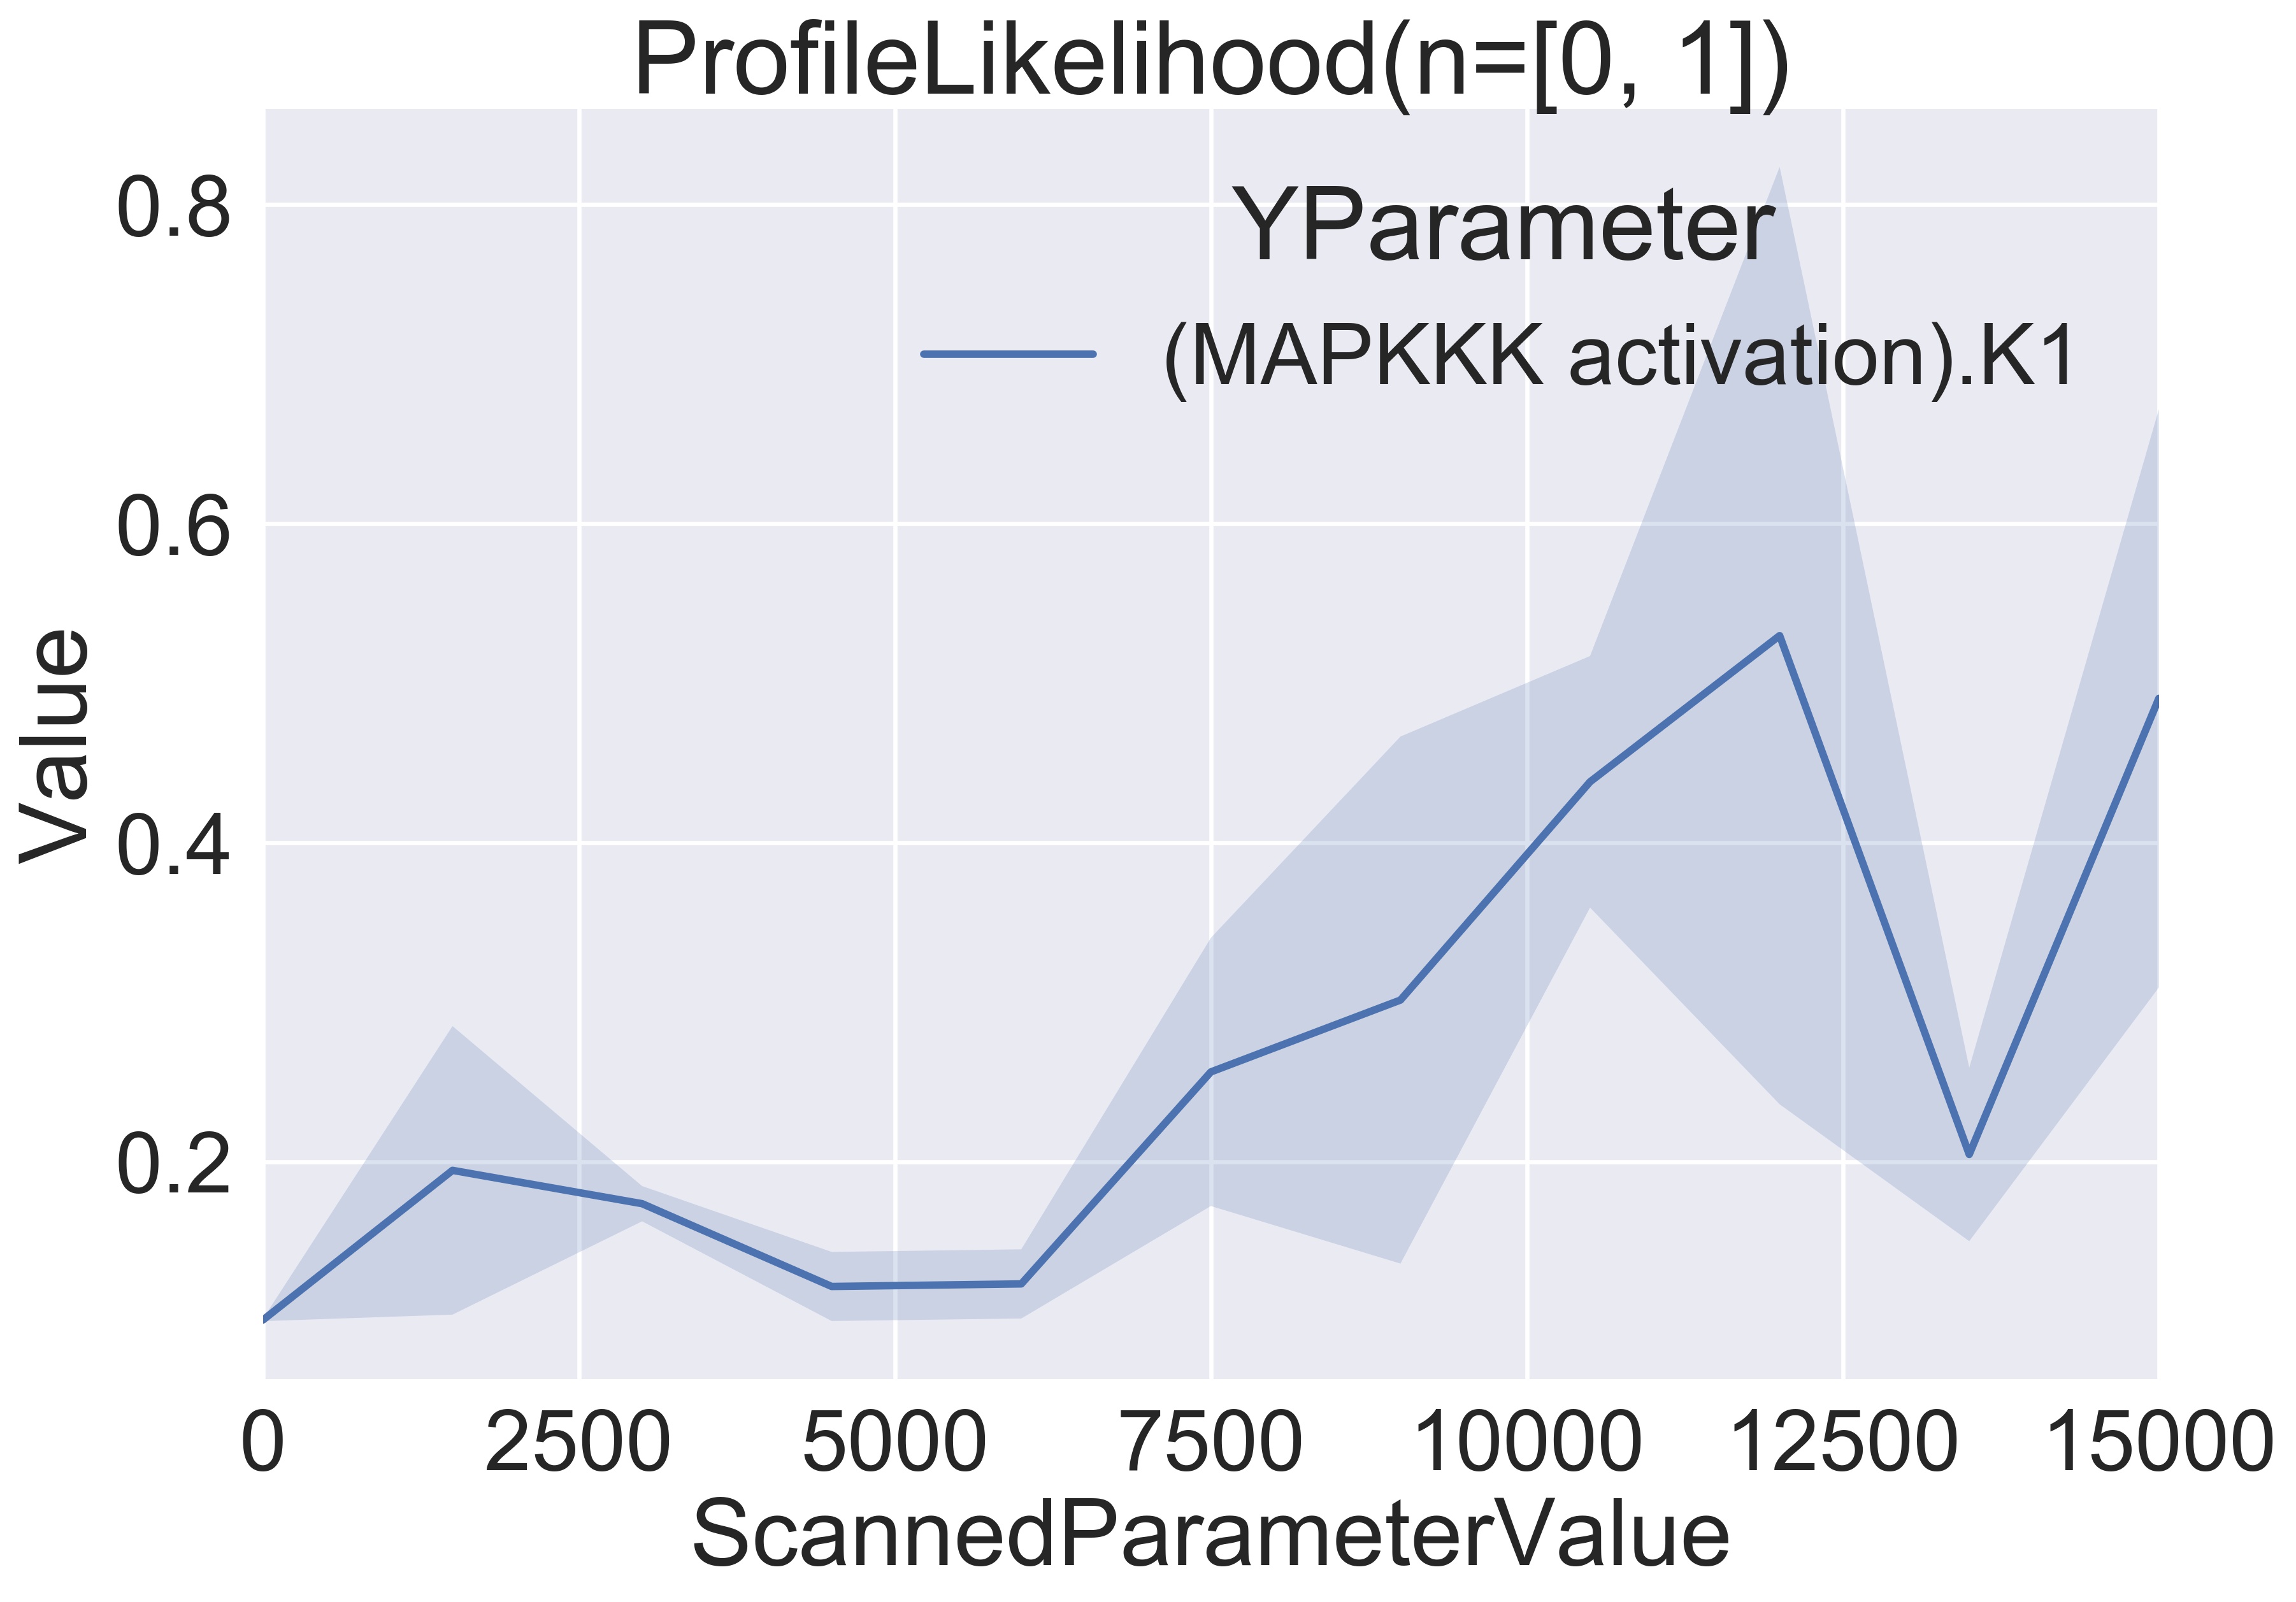 ProfileLikelihood(n=[0, 1])
YParameter
(MAPKKK activation).K1
0.8
0.6
0.4
0.2
Value
0 2500 5000 7500 10000 12500 15000
ScannedParameterValue